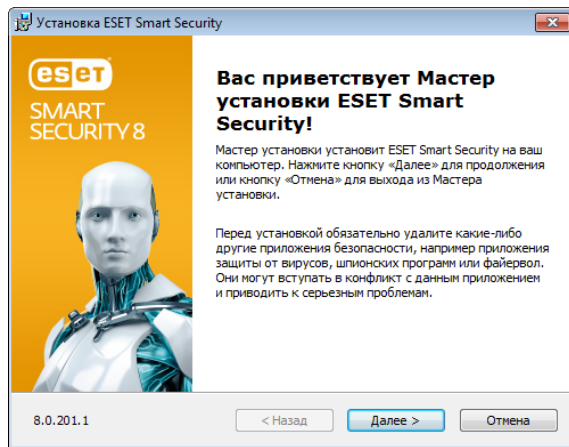 Установка ESET Smart Security
eset
SMART
SECURITY 8
Вас приветствует Мастер
установки ESET Smart
Security!
Мастер установки установит ESET Smart Security на ваш
компьютер. Нажмите кнопку «Далее» для продолжения
или кнопку «Отмена» для выхода из Мастера
установки.
Перед установкой обязательно удалите какие-либо
другие приложения безопасности, например приложения
защиты от вирусов, шпионских программ или файервол.
Они могут вступать в конфликт с данным приложением
и приводить к серьезным проблемам.
8.0.201.1
< Назад
Далее >
Отмена